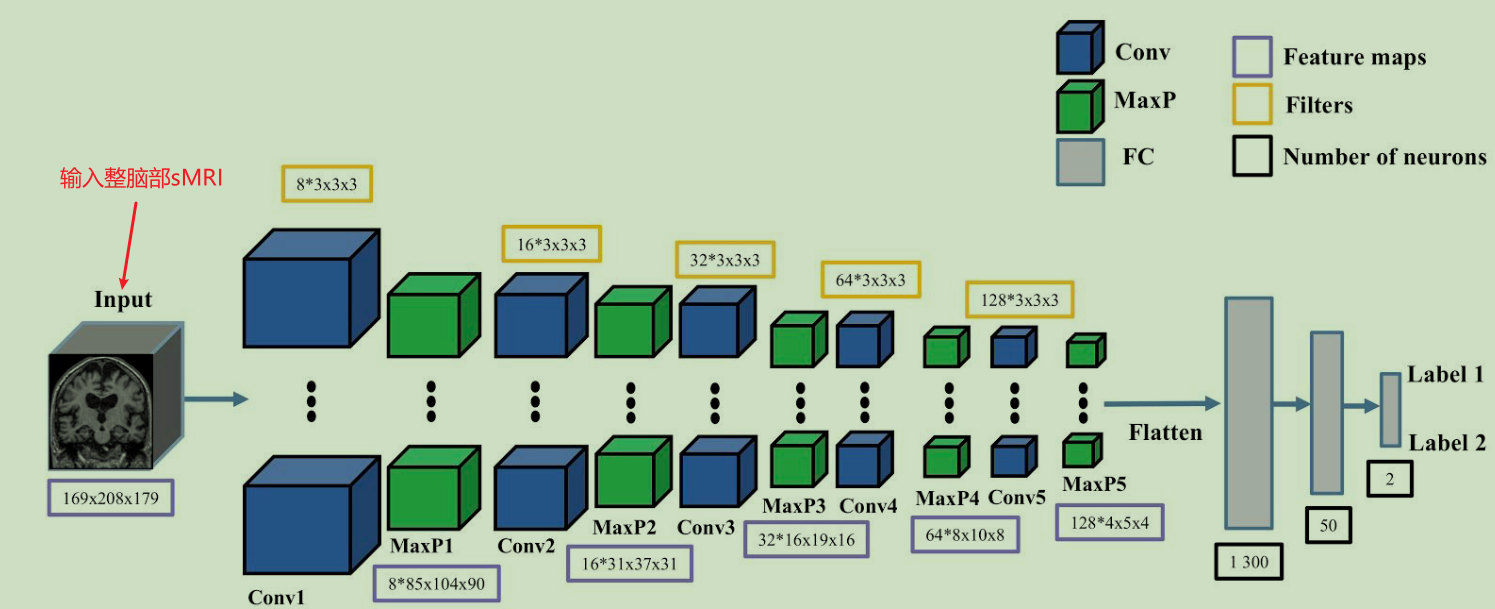 Conv
MaxP
FC
Feature maps
Filters
Number of neurons
输入整脑部sMRI
Input
169x208x179
8*3x3x3
16*3x3x3
32*3x3x3
64*3x3x3
128*3x3x3
Conv1
MaxP1
8*85x104x90
Conv2
MaxP2
16*31x37x31
Conv3
MaxP3
32*16x19x16
Conv4
MaxP4
64*8x10x8
Conv5
MaxP5
128*4x5x4
Flatten
1 300
50
2
Label 1
Label 2